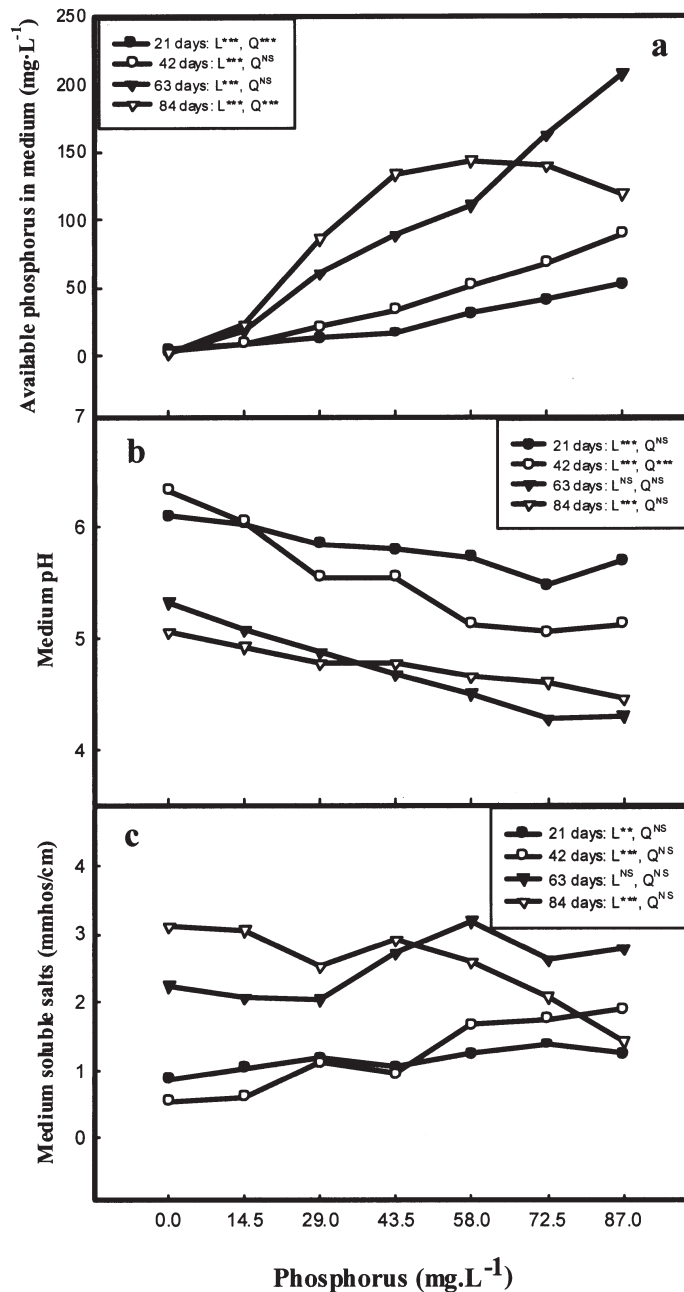 a
21 days: L***, Q***
42 days: L***, Q^NS
63 days: L***, Q^NS
84 days: L***, Q***
Available phosphorus in medium (mg·L⁻¹)
250
200
150
100
50
0
b
21 days: L***, Q^NS
42 days: L***, Q***
63 days: L^NS, Q^NS
84 days: L***, Q^NS
Medium pH
7
6
5
4
c
21 days: L**, Q^NS
42 days: L***, Q^NS
63 days: L^NS, Q^NS
84 days: L***, Q^NS
Medium soluble salts (mmhos/cm)
4
3
2
1
0
0.0 14.5 29.0 43.5 58.0 72.5 87.0
Phosphorus (mg.L⁻¹)